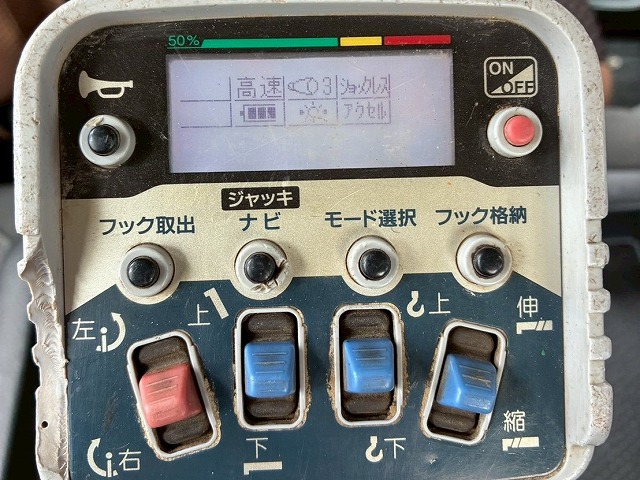 50%
ON
OFF
高速 3 ショックレス
アクセル
ジャッキ
フック取出 ナビ モード選択 フック格納
左 上 上 伸
右 下 下 縮